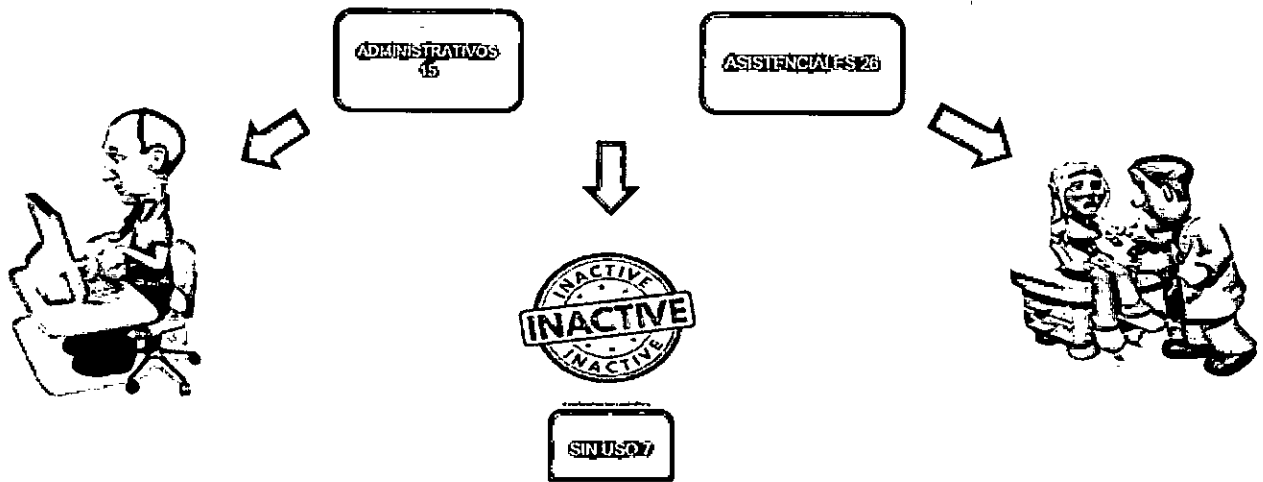 ADMINISTRATIVOS
15
ASISTENCIALES 26
INACTIVE
INACTIVE
INACTIVE
SIN USO 7